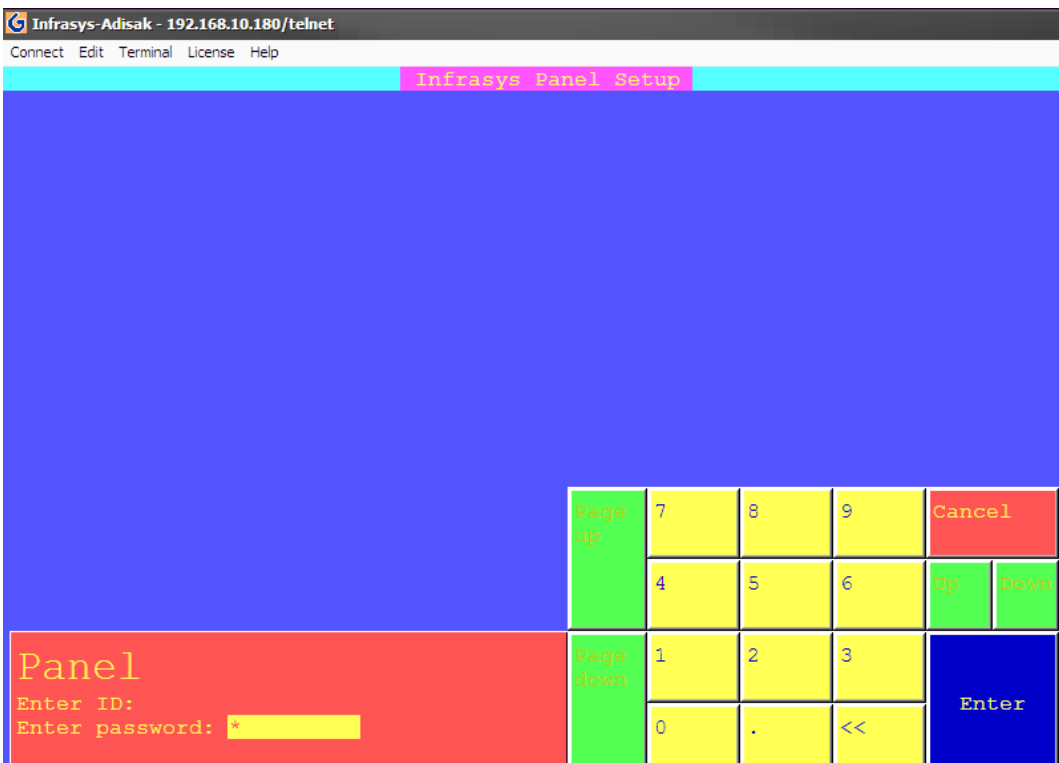 Infrasys-Adisak - 192.168.10.180/telnet
Connect Edit Terminal License Help
Infrasys Panel Setup
Page up
7 8 9 Cancel
4 5 6 Up Down
Panel
Enter ID:
Enter password: *
Page down
1 2 3
Enter
0 . <<